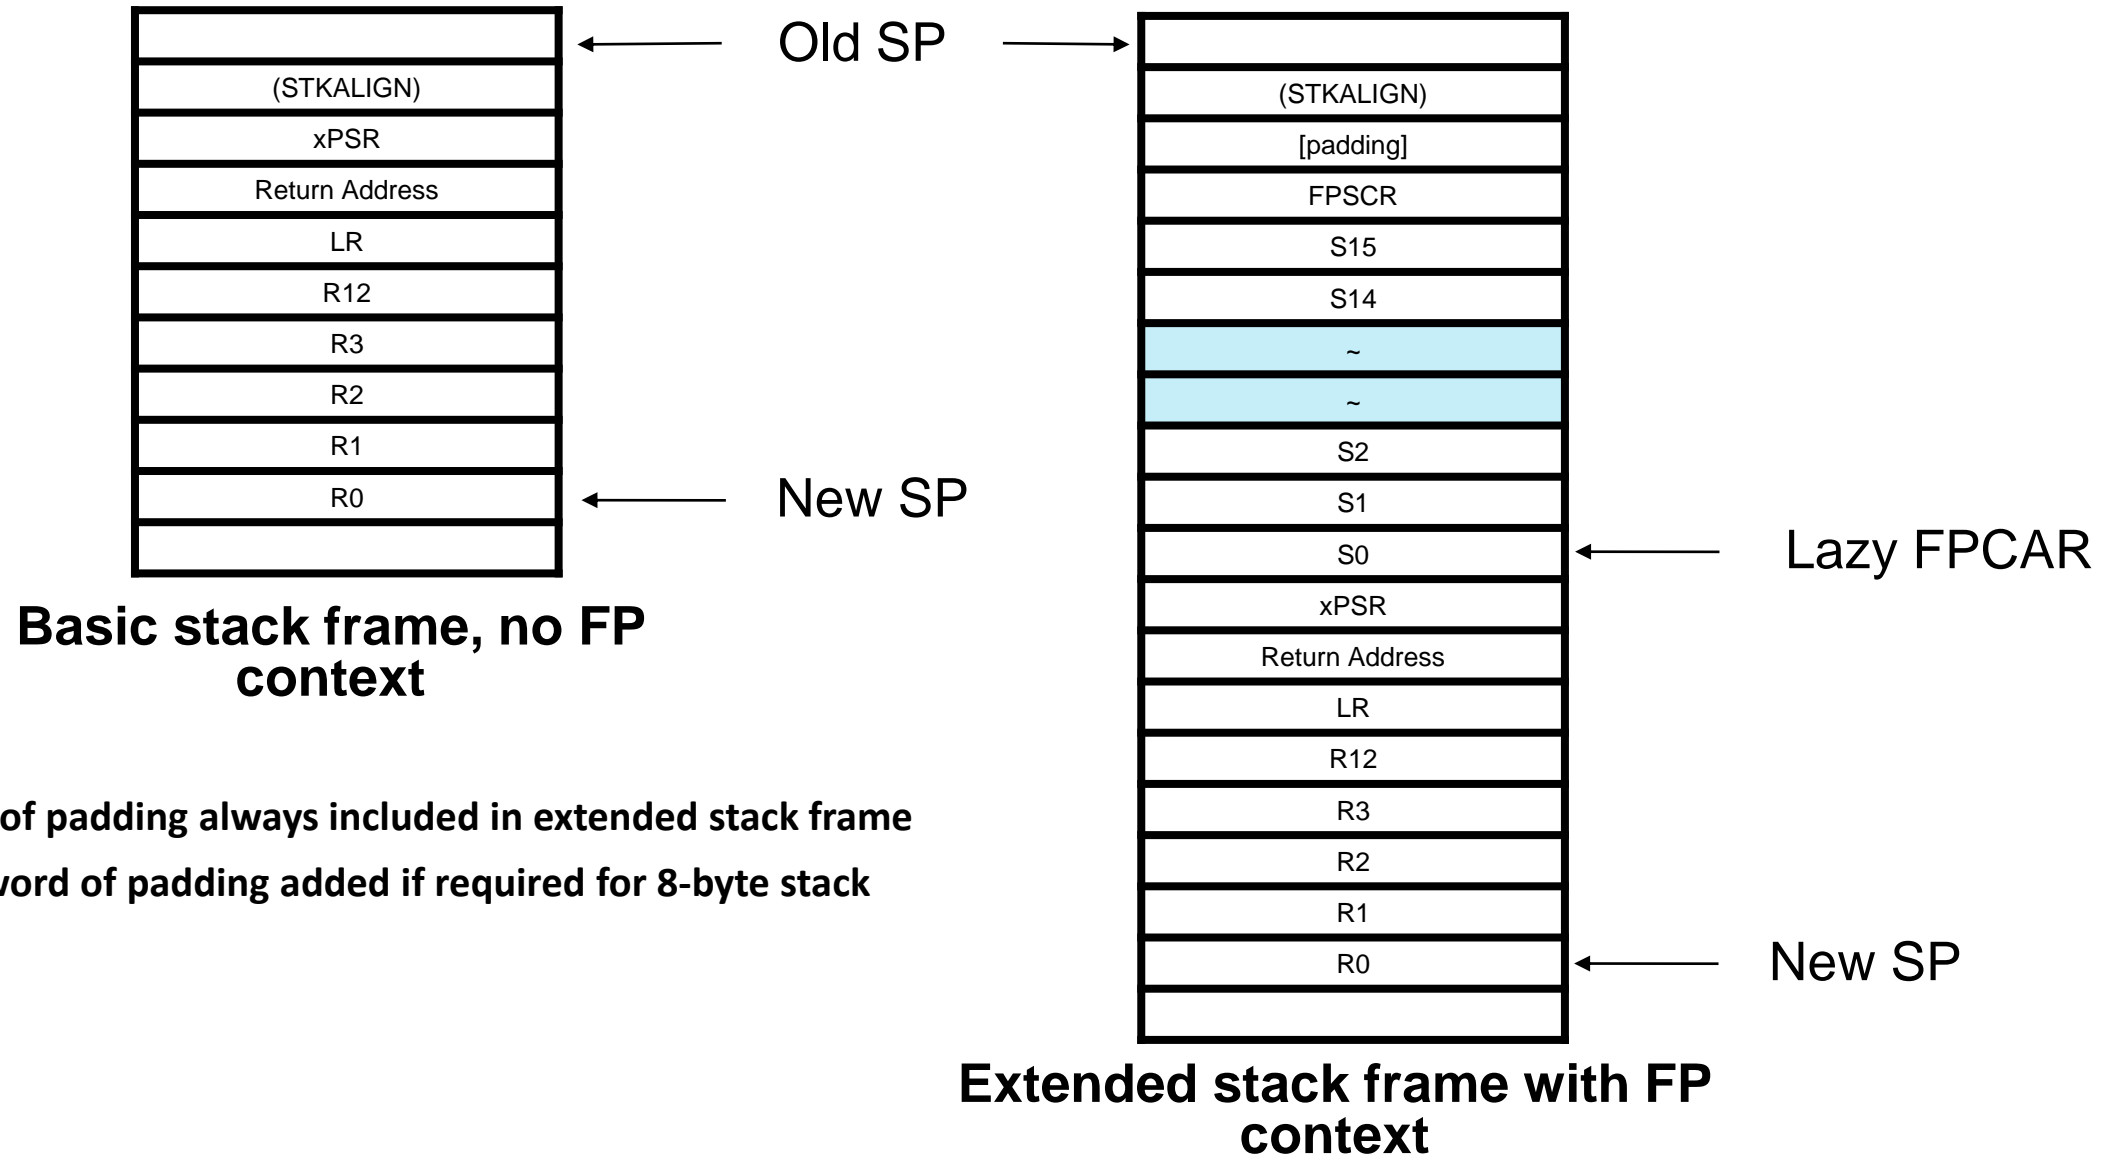 Old SP
(STKALIGN)
xPSR
Return Address
LR
R12
R3
R2
R1
R0
New SP
Basic stack frame, no FP
context
of padding always included in extended stack frame
of padding added if required for 8-byte stack
(STKALIGN)
[padding]
FPSCR
S15
S14
~
~
S2
S1
S0
Lazy FPCAR
xPSR
Return Address
LR
R12
R3
R2
R1
R0
New SP
Extended stack frame with FP
context